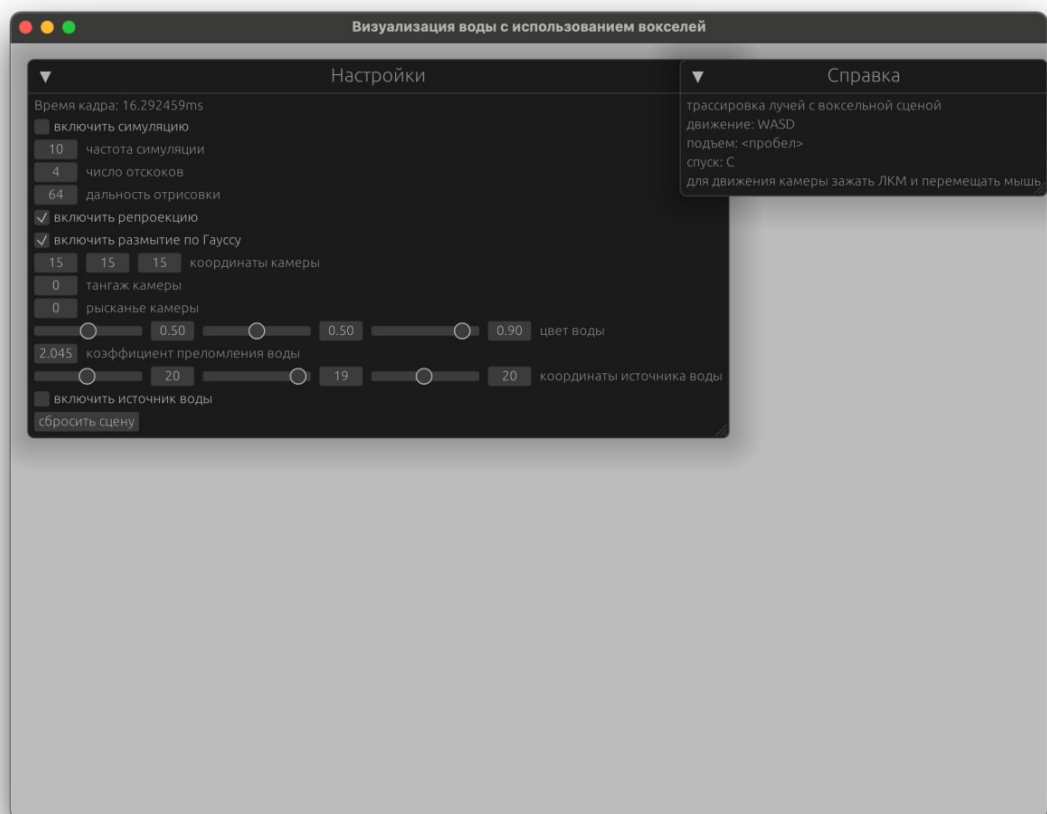 Визуализация воды с использованием вокселей
Настройки
Время кадра: 16.292459ms
включить симуляцию
10 частота симуляции
4 число отскоков
64 дальность отрисовки
включить репроекцию
включить размытие по Гауссу
15 15 15 координаты камеры
0 тангаж камеры
0 рысканье камеры
0.50 0.50 0.90 цвет воды
2.045 коэффициент преломления воды
20 19 20 координаты источника воды
включить источник воды
сбросить сцену
Справка
трассировка лучей с воксельной сценой
движение: WASD
подъем: <пробел>
спуск: C
для движения камеры зажать ЛКМ и перемещать мышь